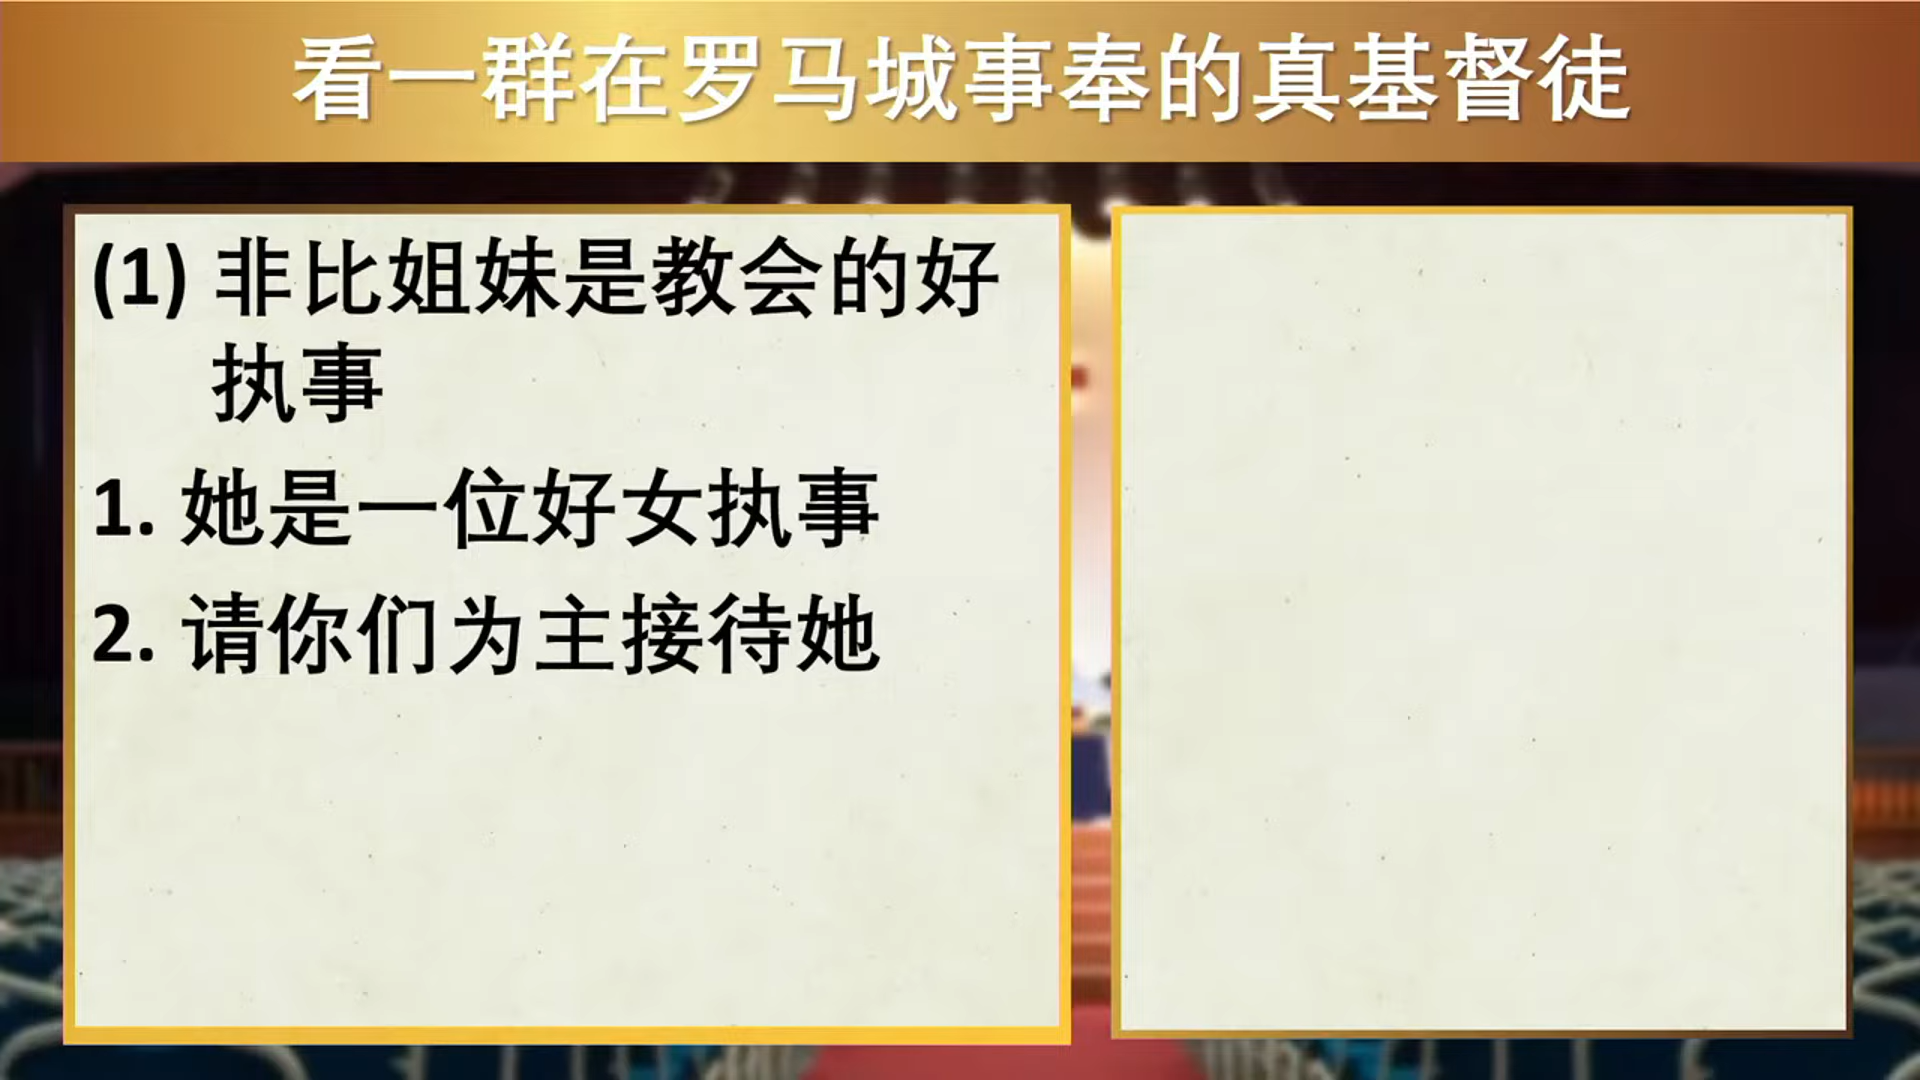 看一群在罗马城事奉的真基督徒
(1) 非比姐妹是教会的好
执事
1. 她是一位好女执事
2. 请你们为主接待她